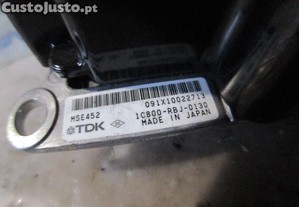 CustoJusto.pt
MSE452
091X10022713
TDK
1C800-RBJ-0130
MADE IN JAPAN